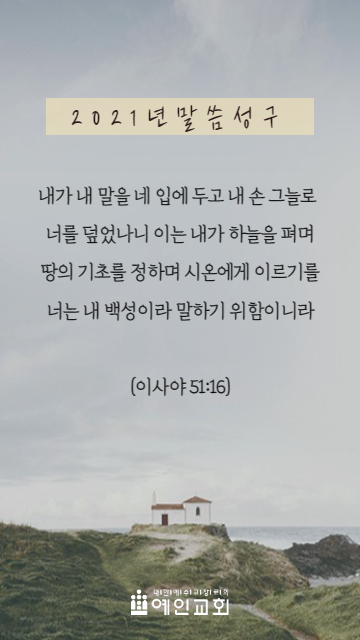 2021년말씀성구
내가 내 말을 네 입에 두고 내 손 그늘로
너를 덮었나니 이는 내가 하늘을 펴며
땅의 기초를 정하며 시온에게 이르기를
너는 내 백성이라 말하기 위함이니라
(이사야 51:16)
예인교회